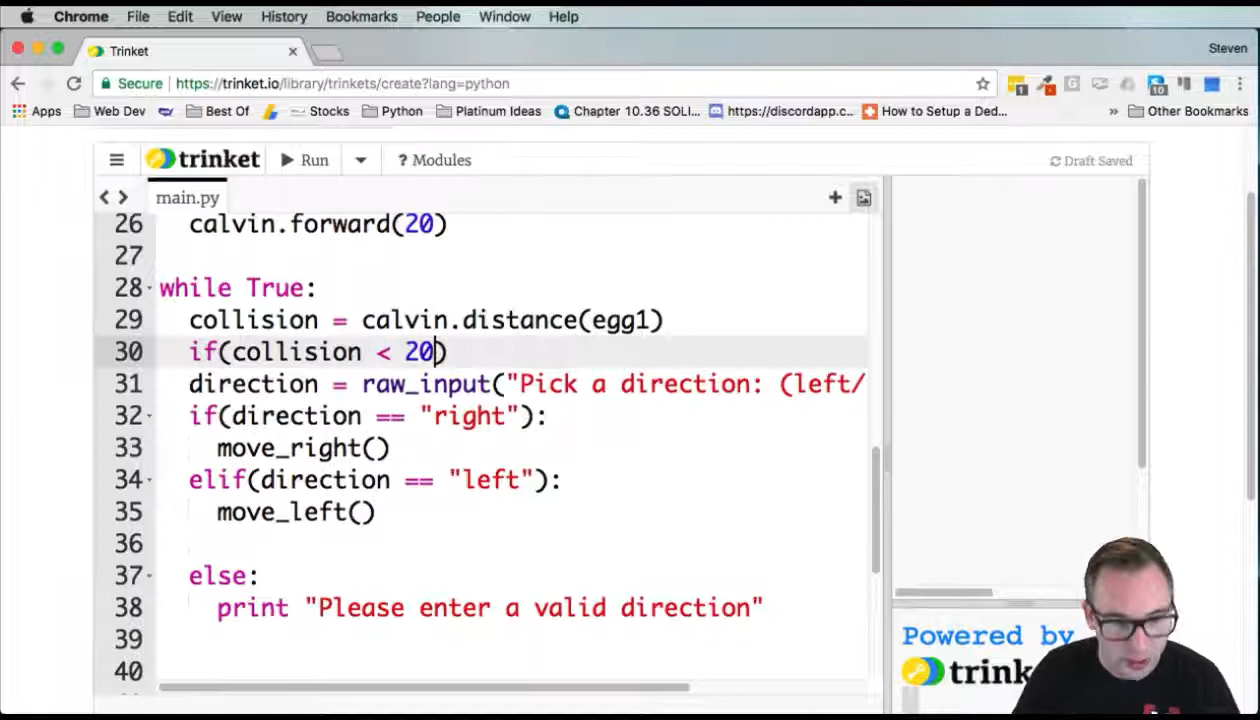 Chrome File Edit View History Bookmarks People Window Help
Trinket
Steven
Secure https://trinket.io/library/trinkets/create?lang=python
10
Apps Web Dev Best Of Stocks Python Platinum Ideas Chapter 10.36 SOLI... https://discordapp.c... How to Setup a Ded... » Other Bookmarks
trinket Run ? Modules Draft Saved
main.py
26 calvin.forward(20)
27
28 while True:
29 collision = calvin.distance(egg1)
30 if(collision < 20)
31 direction = raw_input("Pick a direction: (left/
32 if(direction == "right"):
33 move_right()
34 elif(direction == "left"):
35 move_left()
36
37 else:
38 print "Please enter a valid direction"
39
40
Powered by
trink